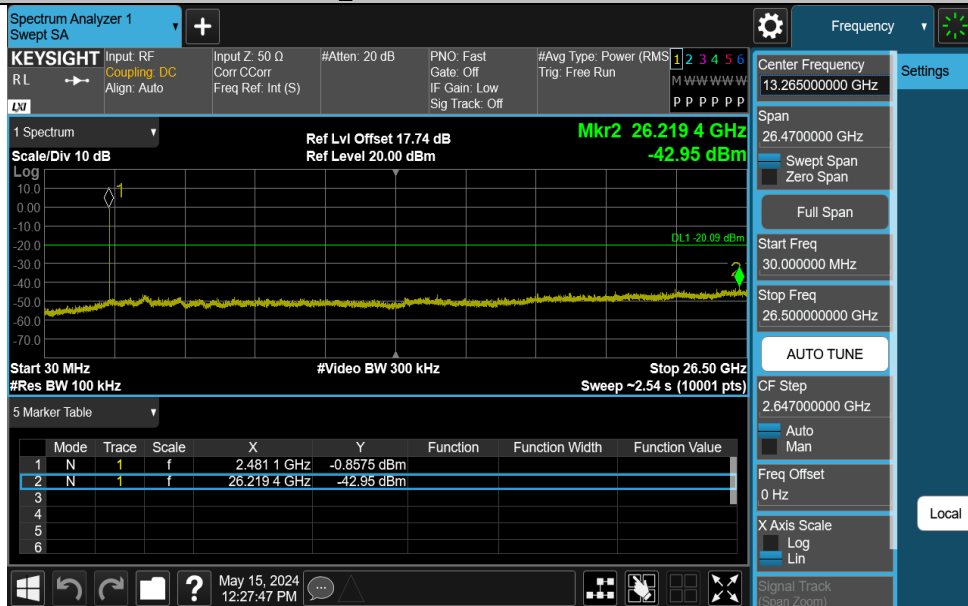 Spectrum Analyzer 1
Swept SA
+
Frequency
KEYSIGHT
RL
LXI
Input: RF
Coupling: DC
Align: Auto
Input Z: 50 Ω
Corr CCorr
Freq Ref: Int (S)
#Atten: 20 dB
PNO: Fast
Gate: Off
IF Gain: Low
Sig Track: Off
#Avg Type: Power (RMS
Trig: Free Run
1 2 3 4 5 6
M W W W W W
P P P P P P
1 Spectrum
Scale/Div 10 dB
Ref Lvl Offset 17.74 dB
Ref Level 20.00 dBm
Mkr2 26.219 4 GHz
-42.95 dBm
Log
10.0
0.00
-10.0
-20.0
-30.0
-40.0
-50.0
-60.0
-70.0
1
DL1 -20.09 dBm
2
Start 30 MHz
#Res BW 100 kHz
#Video BW 300 kHz
Stop 26.50 GHz
Sweep ~2.54 s (10001 pts)
5 Marker Table
Mode Trace Scale X Y Function Function Width Function Value
1 N 1 f 2.481 1 GHz -0.8575 dBm
2 N 1 f 26.219 4 GHz -42.95 dBm
3
4
5
6
?
May 15, 2024
12:27:47 PM
Center Frequency
13.265000000 GHz
Span
26.4700000 GHz
Swept Span
Zero Span
Full Span
Start Freq
30.000000 MHz
Stop Freq
26.500000000 GHz
AUTO TUNE
CF Step
2.647000000 GHz
Auto
Man
Freq Offset
0 Hz
X Axis Scale
Log
Lin
Signal Track
(Span Zoom)
Settings
Local